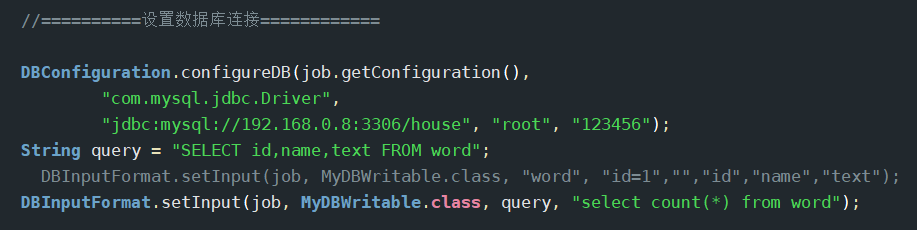 //==========设置数据库连接============
DBConfiguration.configureDB(job.getConfiguration(),
"com.mysql.jdbc.Driver",
"jdbc:mysql://192.168.0.8:3306/house", "root", "123456");
String query = "SELECT id,name,text FROM word";
DBInputFormat.setInput(job, MyDBWritable.class, "word", "id=1","","id","name","text");
DBInputFormat.setInput(job, MyDBWritable.class, query, "select count(*) from word");